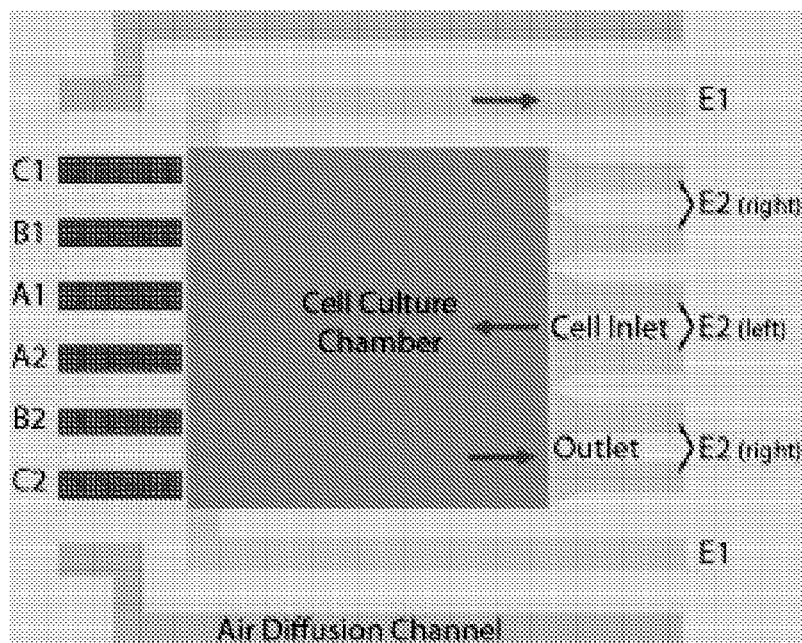 E1
C1
E2 (right)
B1
A1
Cell Culture
Chamber
Cell Inlet
E2 (left)
A2
B2
Outlet
E2 (right)
C2
E1
Air Diffusion Channel